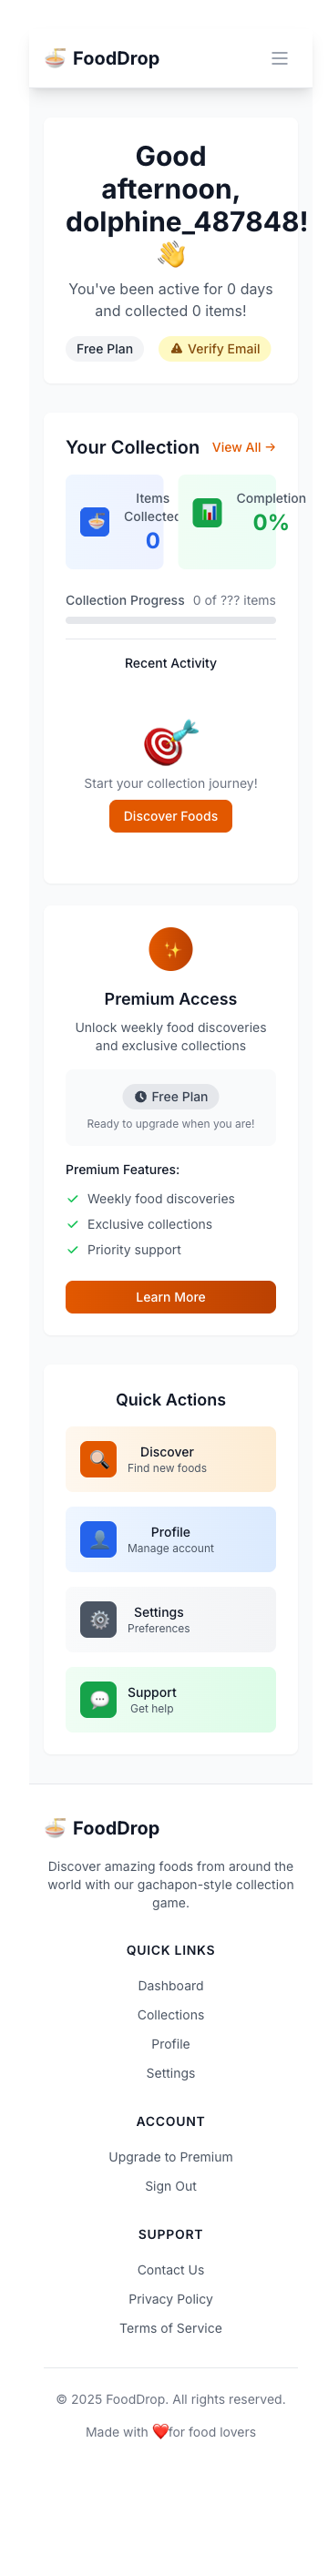 FoodDrop
Good
afternoon,
dolphine_487848!
👋
You've been active for 0 days
and collected 0 items!
Free Plan
Verify Email
Your Collection
View All →
Items
Collected
0
Completion
0%
Collection Progress
0 of ??? items
Recent Activity
Start your collection journey!
Discover Foods
Premium Access
Unlock weekly food discoveries
and exclusive collections
Free Plan
Ready to upgrade when you are!
Premium Features:
Weekly food discoveries
Exclusive collections
Priority support
Learn More
Quick Actions
Discover
Find new foods
Profile
Manage account
Settings
Preferences
Support
Get help
FoodDrop
Discover amazing foods from around the
world with our gachapon-style collection
game.
QUICK LINKS
Dashboard
Collections
Profile
Settings
ACCOUNT
Upgrade to Premium
Sign Out
SUPPORT
Contact Us
Privacy Policy
Terms of Service
© 2025 FoodDrop. All rights reserved.
Made with ❤️for food lovers